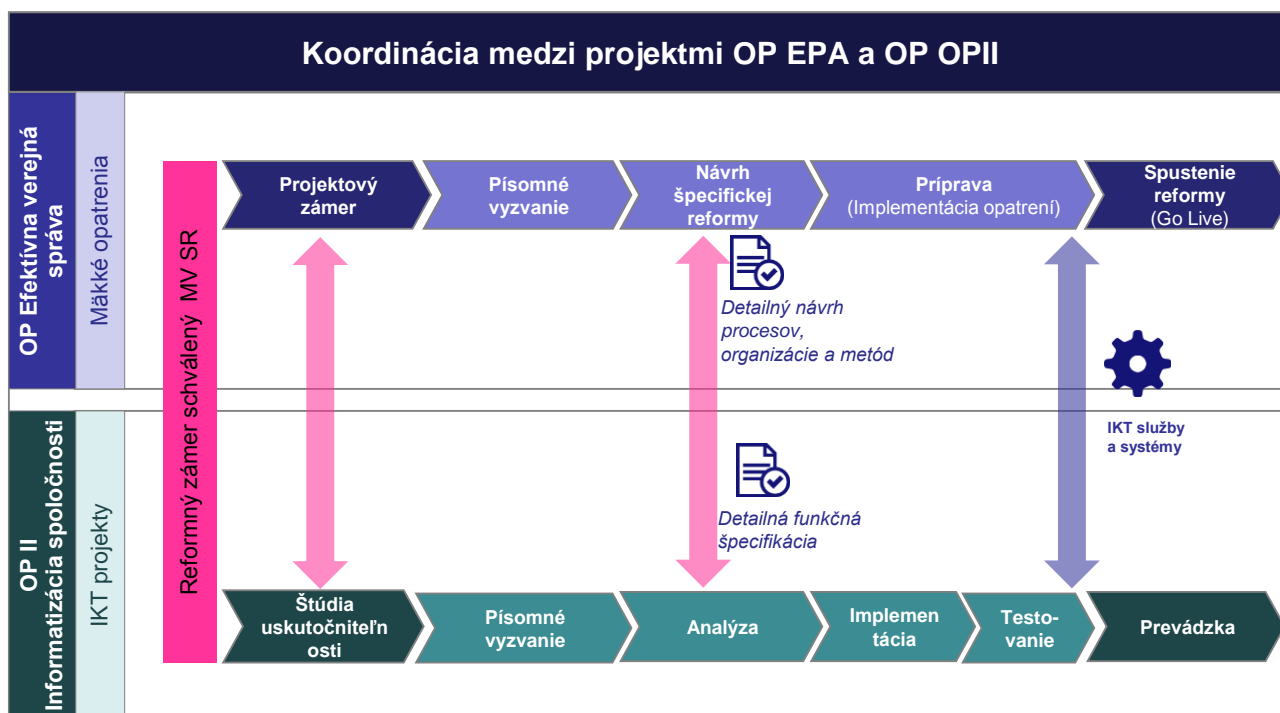 Koordinácia medzi projektmi OP EPA a OP OPII
OP Efektívna verejná
správa
Mäkké opatrenia
Reformný zámer schválený MV SR
Projektový
zámer
Písomné
vyzvanie
Návrh
špecifickej
reformy
Príprava
(Implementácia opatrení)
Spustenie
reformy
(Go Live)
Detailný návrh
procesov,
organizácie a metód
IKT služby
a systémy
OP II
Informatizácia spoločnosti
IKT projekty
Detailná funkčná
špecifikácia
Štúdia
uskutočniteľn
osti
Písomné
vyzvanie
Analýza
Implemen
tácia
Testo-
vanie
Prevádzka